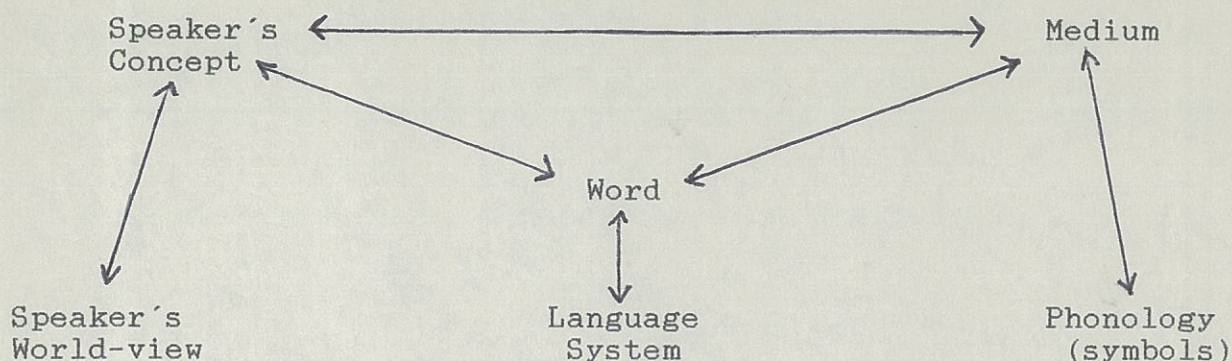 Speaker´s
Concept
Medium
Word
Speaker´s
World-view
Language
System
Phonology
(symbols)